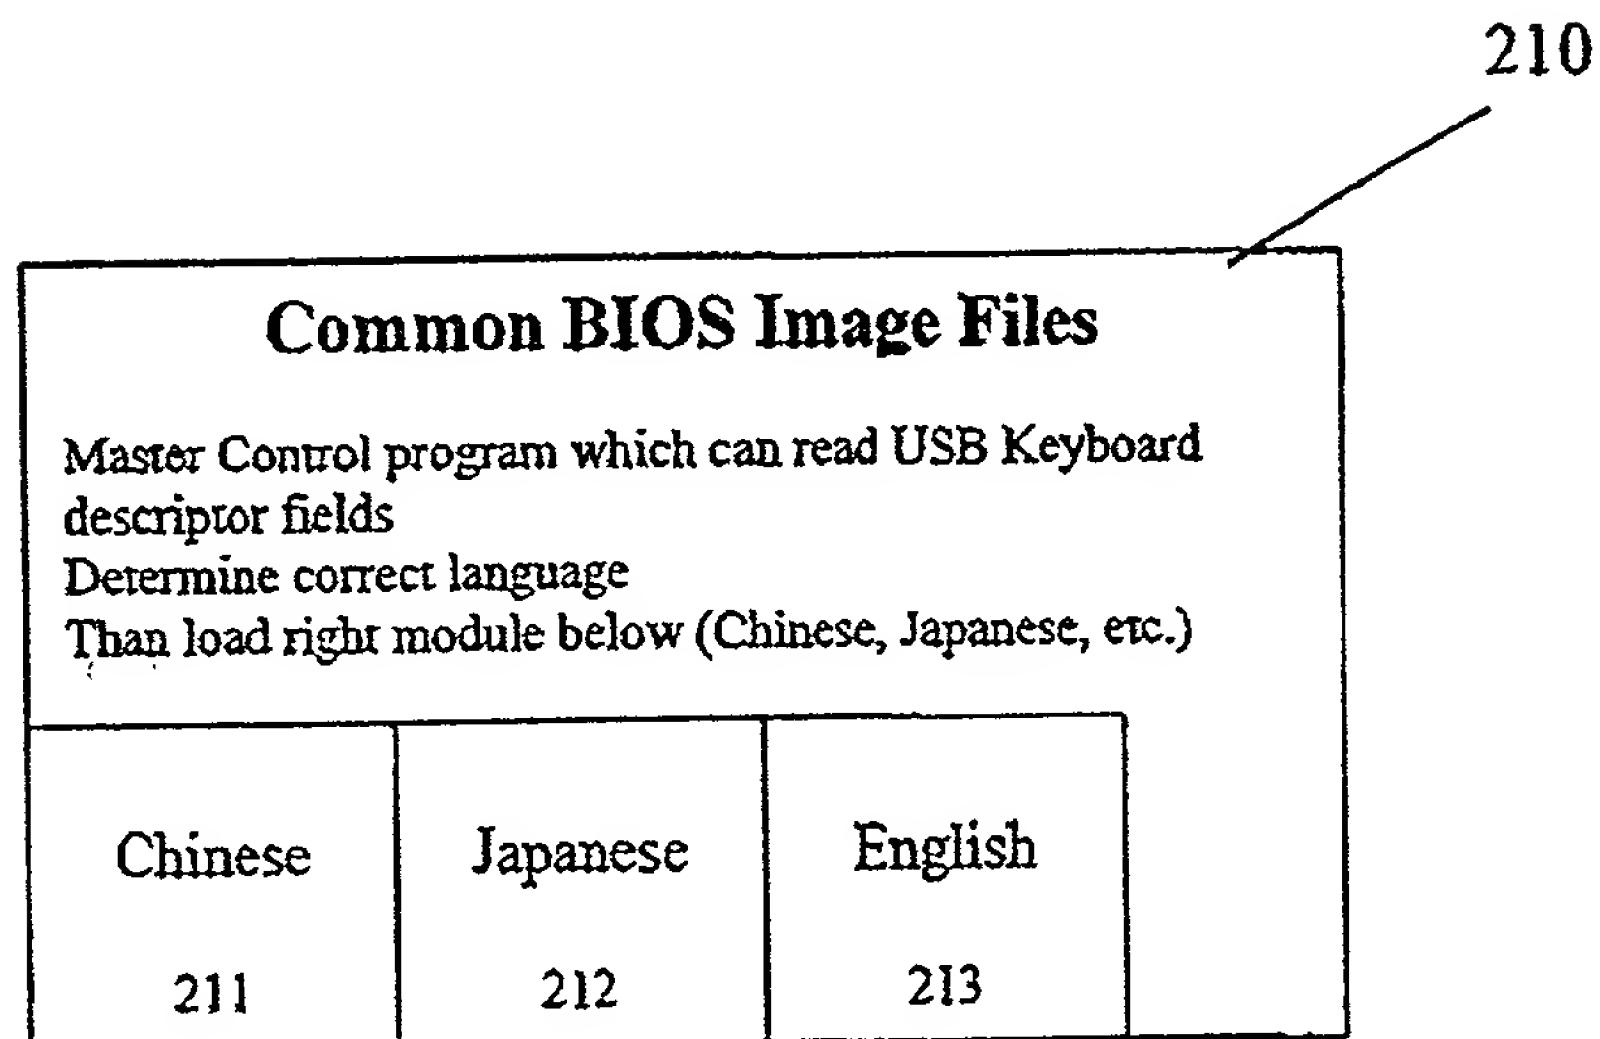 210
Common BIOS Image Files
Master Control program which can read USB Keyboard
descriptor fields
Determine correct language
Than load right module below (Chinese, Japanese, etc.)
Chinese
Japanese
English
211
212
213